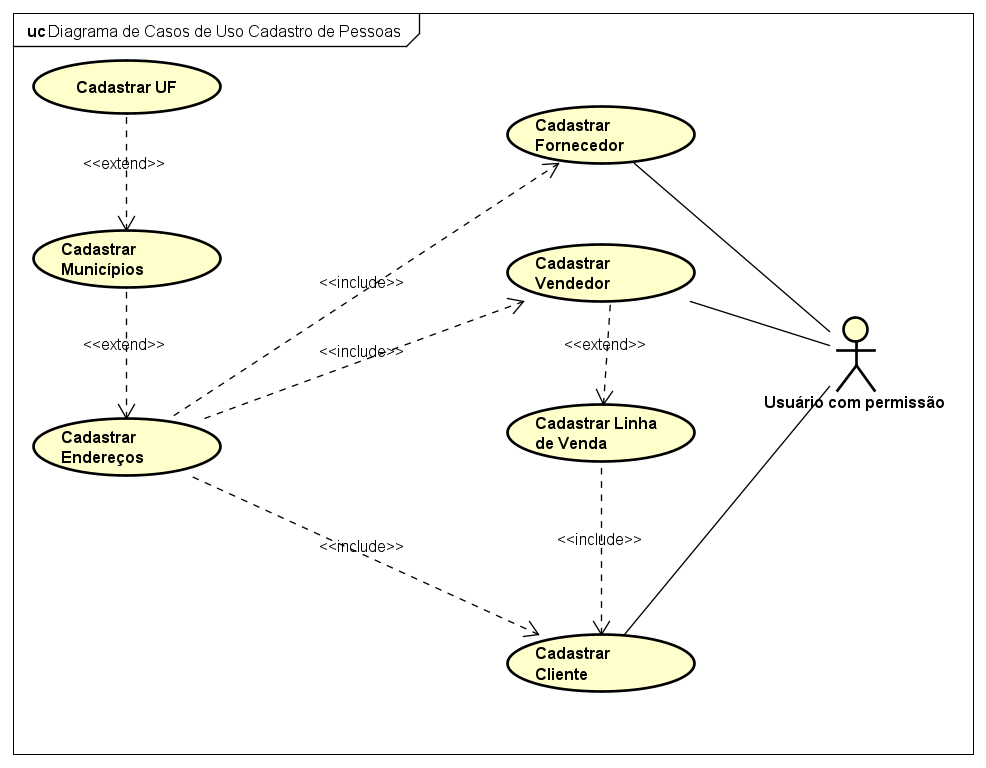 uc Diagrama de Casos de Uso Cadastro de Pessoas
Cadastrar UF
Cadastrar
Fornecedor
<<extend>>
Cadastrar
Municípios
Cadastrar
Vendedor
<<include>>
<<extend>>
<<include>>
<<extend>>
Usuário com permissão
Cadastrar
Endereços
Cadastrar Linha
de Venda
<<include>>
<<include>>
Cadastrar
Cliente